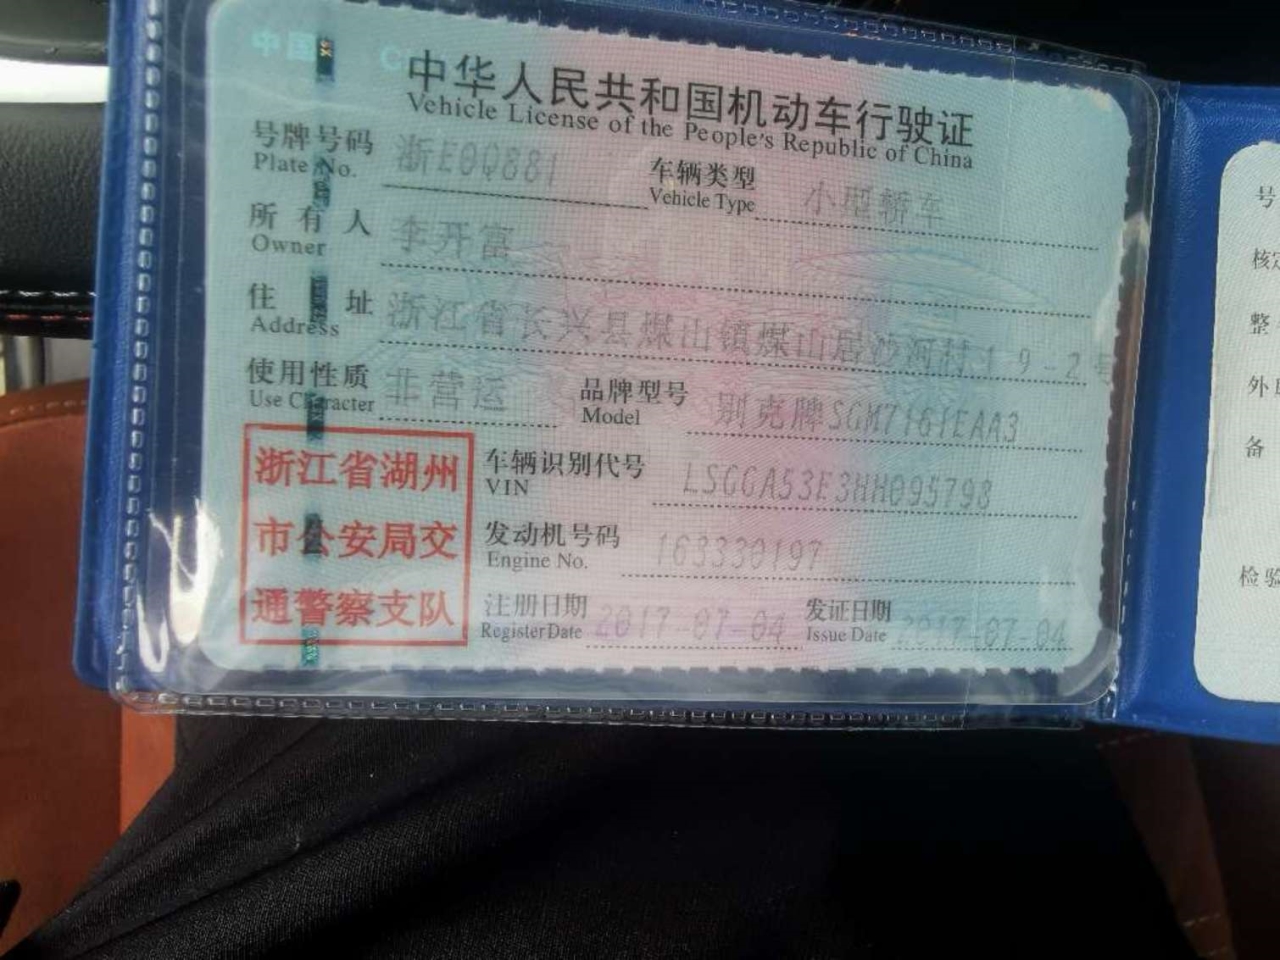 中华人民共和国机动车行驶证
Vehicle License of the People's Republic of China
号牌号码 浙E0Q881 车辆类型 小型轿车
Plate No. Vehicle Type
所有人 李开富
Owner
住址 浙江省长兴县煤山镇煤山居沙河村19-2号
Address
使用性质 非营运 品牌型号 别克牌SGM7161EAA3
Use Character Model
浙江省湖州
市公安局交
通警察支队
车辆识别代号 LSGGA53E3HH095798
VIN
发动机号码 163330197
Engine No.
注册日期 2017-07-04 发证日期 2017-07-04
Register Date Issue Date
号
核定
整
外
备
检验